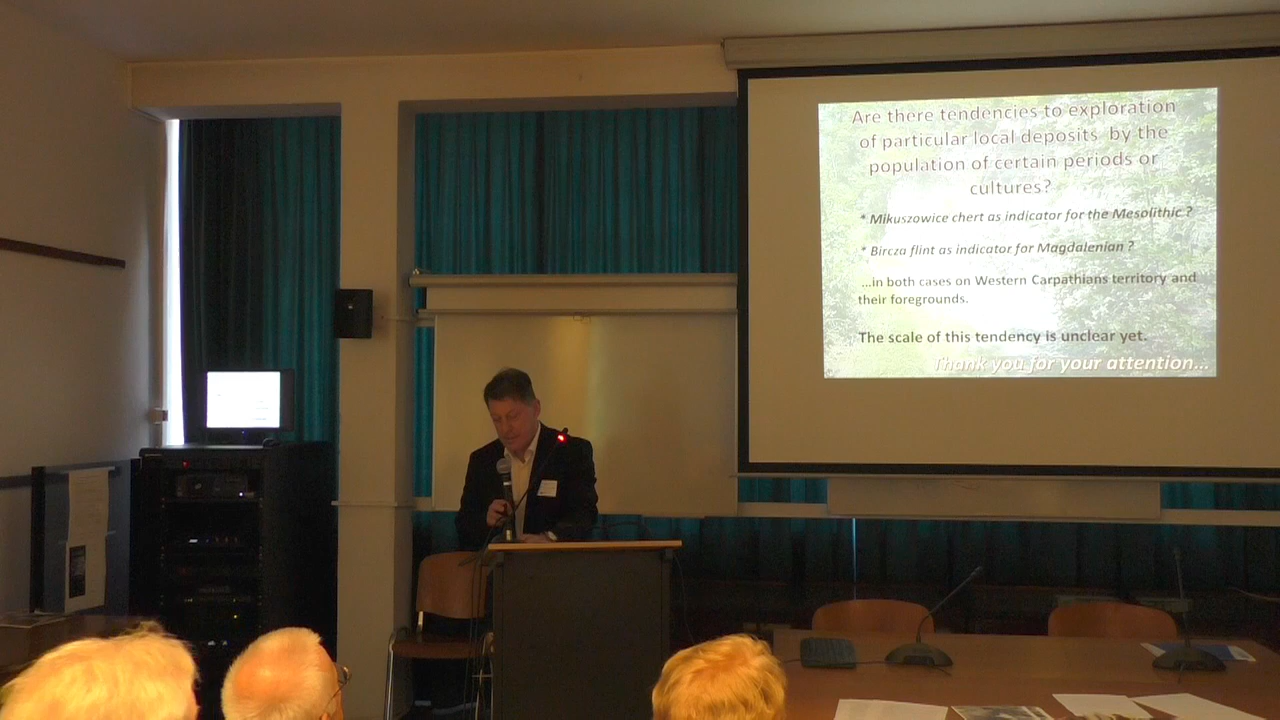 Are there tendencies to exploration
of particular local deposits by the
population of certain periods or
cultures?
* Mikuszowice chert as indicator for the Mesolithic ?
* Bircza flint as indicator for Magdalenian ?
...in both cases on Western Carpathians territory and
their foregrounds.
The scale of this tendency is unclear yet.
Thank you for your attention...